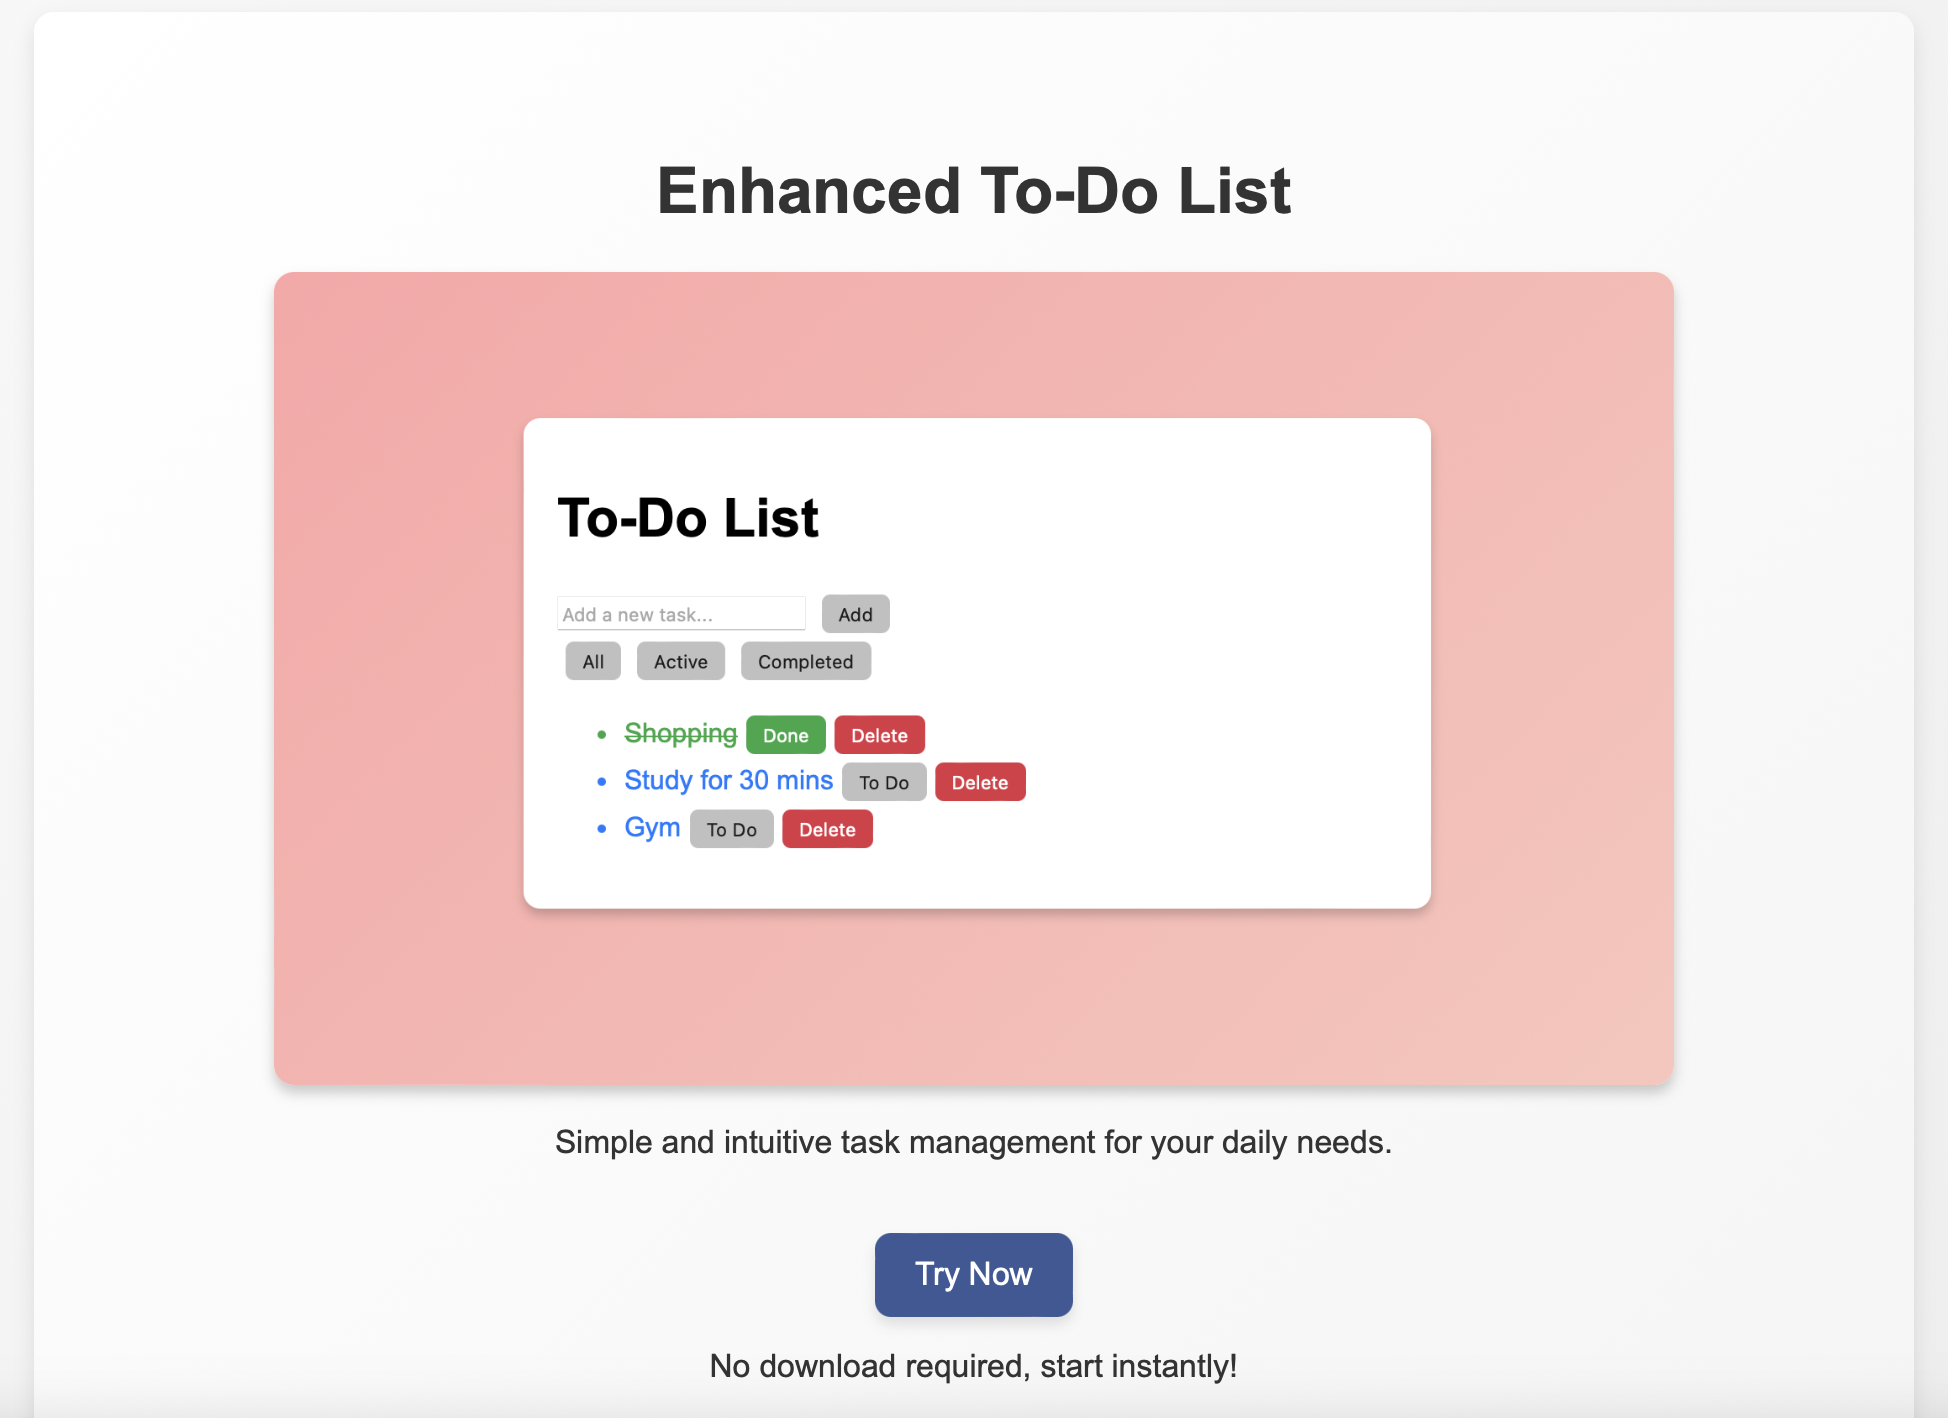 Enhanced To-Do List
To-Do List
Add a new task... Add
All Active Completed
Shopping Done Delete
Study for 30 mins To Do Delete
Gym To Do Delete
Simple and intuitive task management for your daily needs.
Try Now
No download required, start instantly!